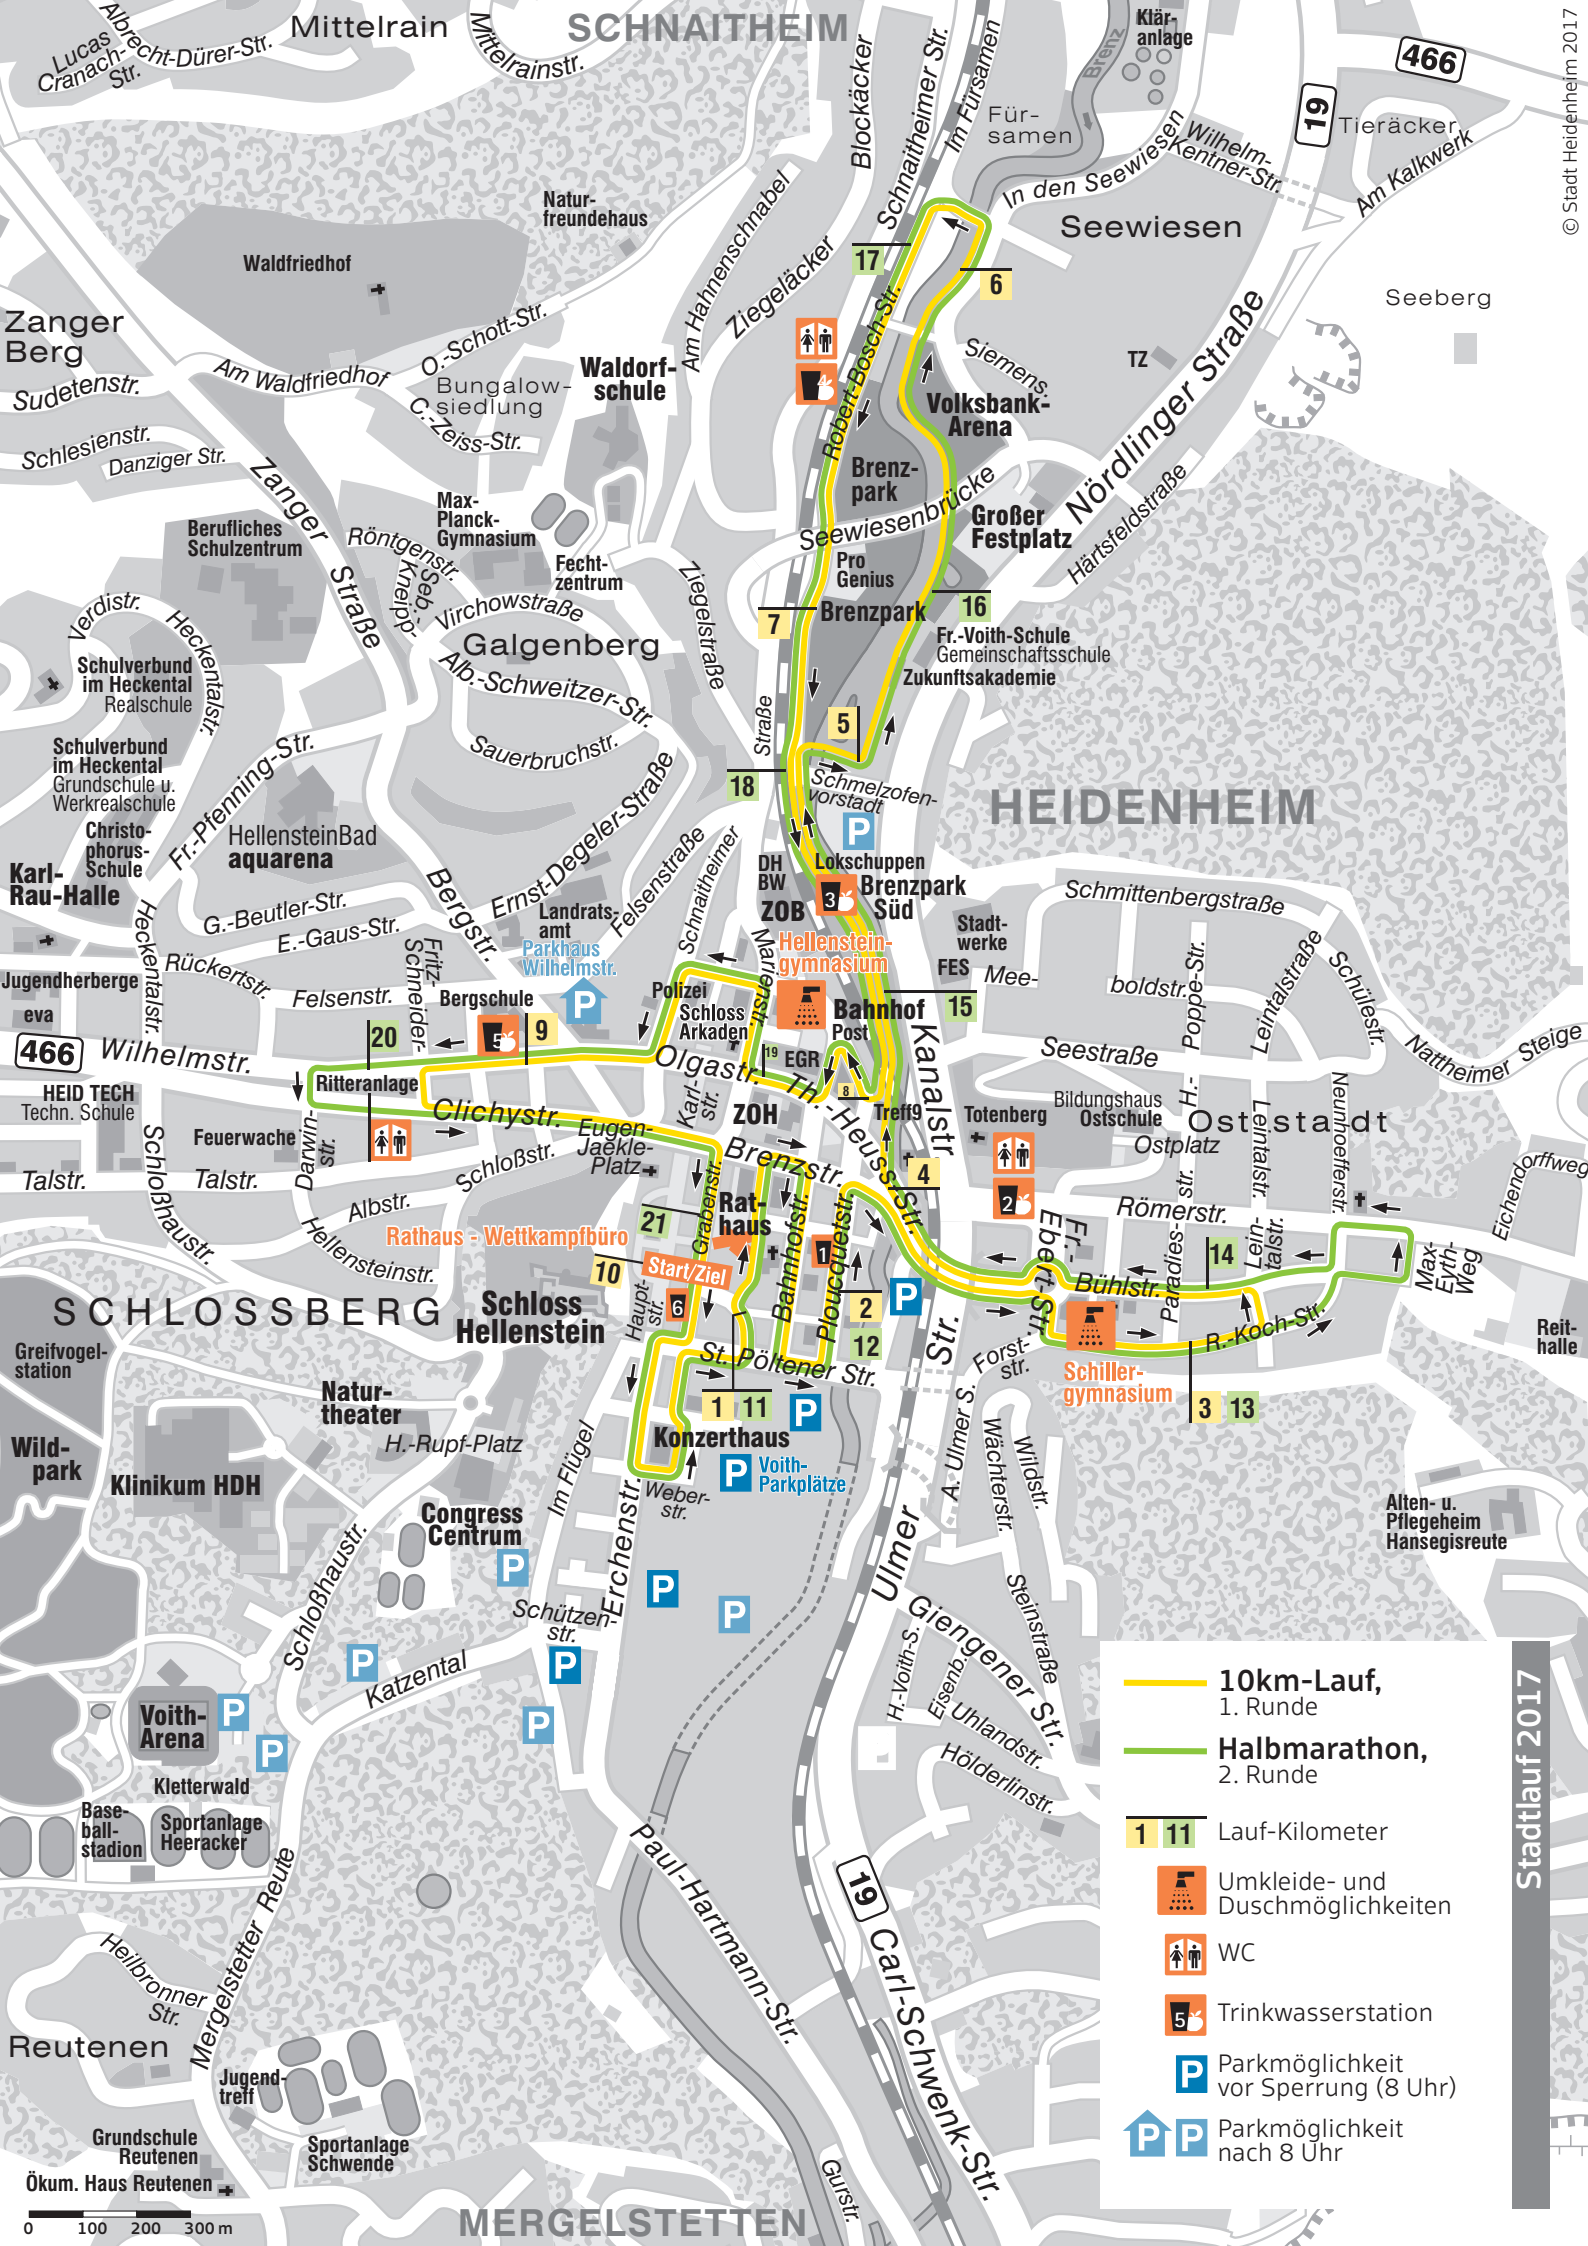 © Stadt Heidenheim 2017
Lucas
Cranach-
Str.
Albrecht-Dürer-Str.
Mittelrain
Mittelrainstr.
SCHNAITHEIM
Blockäcker
Schnaitheimer Str.
Im Fürsamen
Für-
samen
Brenz
Klär-
anlage
466
19
Tieräcker
Am Kalkwerk
Wilhelm-
Kentner-Str.
In den Seewiesen
Seewiesen
Seeberg
Natur-
freundehaus
Waldfriedhof
Am Hahnenschnabel
Ziegeläcker
17
6
Zanger
Berg
Sudetenstr.
Am Waldfriedhof
O.-Schott-Str.
Bungalow-
siedlung
C.-Zeiss-Str.
Waldorf-
schule
Robert-Bosch-Str.
Siemens.
TZ
Nördlinger Straße
Volksbank-
Arena
Schlesienstr.
Danziger Str.
Zanger Straße
Brenz-
park
Seewiesenbrücke
Großer
Festplatz
Härtsfeldstraße
Max-
Planck-
Gymnasium
Berufliches
Schulzentrum
Röntgenstr.
Seb.-
Kneipp-
Fecht-
zentrum
Virchowstraße
Galgenberg
Ziegelstraße
Pro
Genius
7
Brenzpark
16
Fr.-Voith-Schule
Gemeinschaftsschule
Zukunftsakademie
Verdistr.
Heckentalstr.
Schulverbund
im Heckental
Realschule
Alb.-Schweitzer-Str.
Sauerbruchstr.
Straße
5
Schulverbund
im Heckental
Grundschule u.
Werkrealschule
Fr.-Pfenning-Str.
18
Schmelzofen-
vorstadt
P
HEIDENHEIM
HellensteinBad
aquarena
Christo-
phorus-
Schule
Karl-
Rau-Halle
Ernst-Degeler-Straße
Felsenstraße
Schnaitheimer
DH
BW
ZOB
Lokschuppen
3
Brenzpark
Süd
Bergstr.
G.-Beutler-Str.
E.-Gaus-Str.
Landrats-
amt
Parkhaus
Wilhelmstr.
P
Stadt-
werke
FES
Schmittenbergstraße
Mee-
boldstr.
Poppe-Str.
H.-
Leintalstraße
Schülestr.
Nattheimer Steige
Heckentalstr.
Jugendherberge
eva
Rückertstr.
Felsenstr.
Fritz-
Schneider-
Bergschule
Polizei
Schloss
Arkaden
Marienstr.
Hellenstein-
gymnasium
Bahnhof
Post
15
Kanalstr.
Seestraße
466
Wilhelmstr.
20
5
9
Olgastr.
19
EGR
8
Th.-Heuss-Str.
Treff9
HEID TECH
Techn. Schule
Ritteranlage
Clichystr.
Karl-
str.
ZOH
Totenberg
Bildungshaus
Ostschule
Ostplatz
Oststadt
Neunhoefferstr.
Leintalstr.
Eichendorffweg
Feuerwache
Darwin-
str.
Eugen-
Jaekle-
Platz
Brenzstr.
4
2
Talstr.
Talstr.
Schloßhaustr.
Schloßstr.
Albstr.
Hellensteinstr.
Rathaus - Wettkampfbüro
21
Grabenstr.
Rat-
haus
Bahnhofstr.
1
Ploucquetstr.
Römerstr.
Fr.-
Ebert-Str.
Paradies-
str.
Lein-
talstr.
14
Max-
Eyth-
Weg
Bühlstr.
SCHLOSSBERG
Schloss
Hellenstein
10
Start/Ziel
Haupt-
str.
6
P
2
12
R.-Koch-Str.
Reit-
halle
Greifvogel-
station
St. Pöltener Str.
Ulmer Str.
Forst-
str.
Schiller-
gymnasium
3 13
Natur-
theater
H.-Rupf-Platz
1 11
P
Konzerthaus
P Voith-
Parkplätze
Weber-
str.
Wild-
park
Klinikum HDH
Im Flügel
A. Ulmer S.
Wächterstr.
Wildstr.
Congress
Centrum
P
Erchenstr.
Alten- u.
Pflegeheim
Hansegisreute
Schützen-
str.
P
P
P
Schloßhaustr.
P
Katzental
Steinstraße
Giengener Str.
H.-Voith-S.
Eisenb.
Uhlandstr.
Hölderlinstr.
Voith-
Arena
P
P
P
Kletterwald
Base-
ball-
stadion
Sportanlage
Heeracker
Mergelstetter Reute
Paul-Hartmann-Str.
19
Carl-Schwenk-Str.
Heilbronner
Str.
Reutenen
Jugend-
treff
Grundschule
Reutenen
Ökum. Haus Reutenen
Sportanlage
Schwende
Gurstr.
MERGELSTETTEN
0 100 200 300 m
10km-Lauf,
1. Runde
Halbmarathon,
2. Runde
1 11 Lauf-Kilometer
Umkleide- und
Duschmöglichkeiten
WC
5 Trinkwasserstation
P Parkmöglichkeit
vor Sperrung (8 Uhr)
P P Parkmöglichkeit
nach 8 Uhr
Stadtlauf 2017